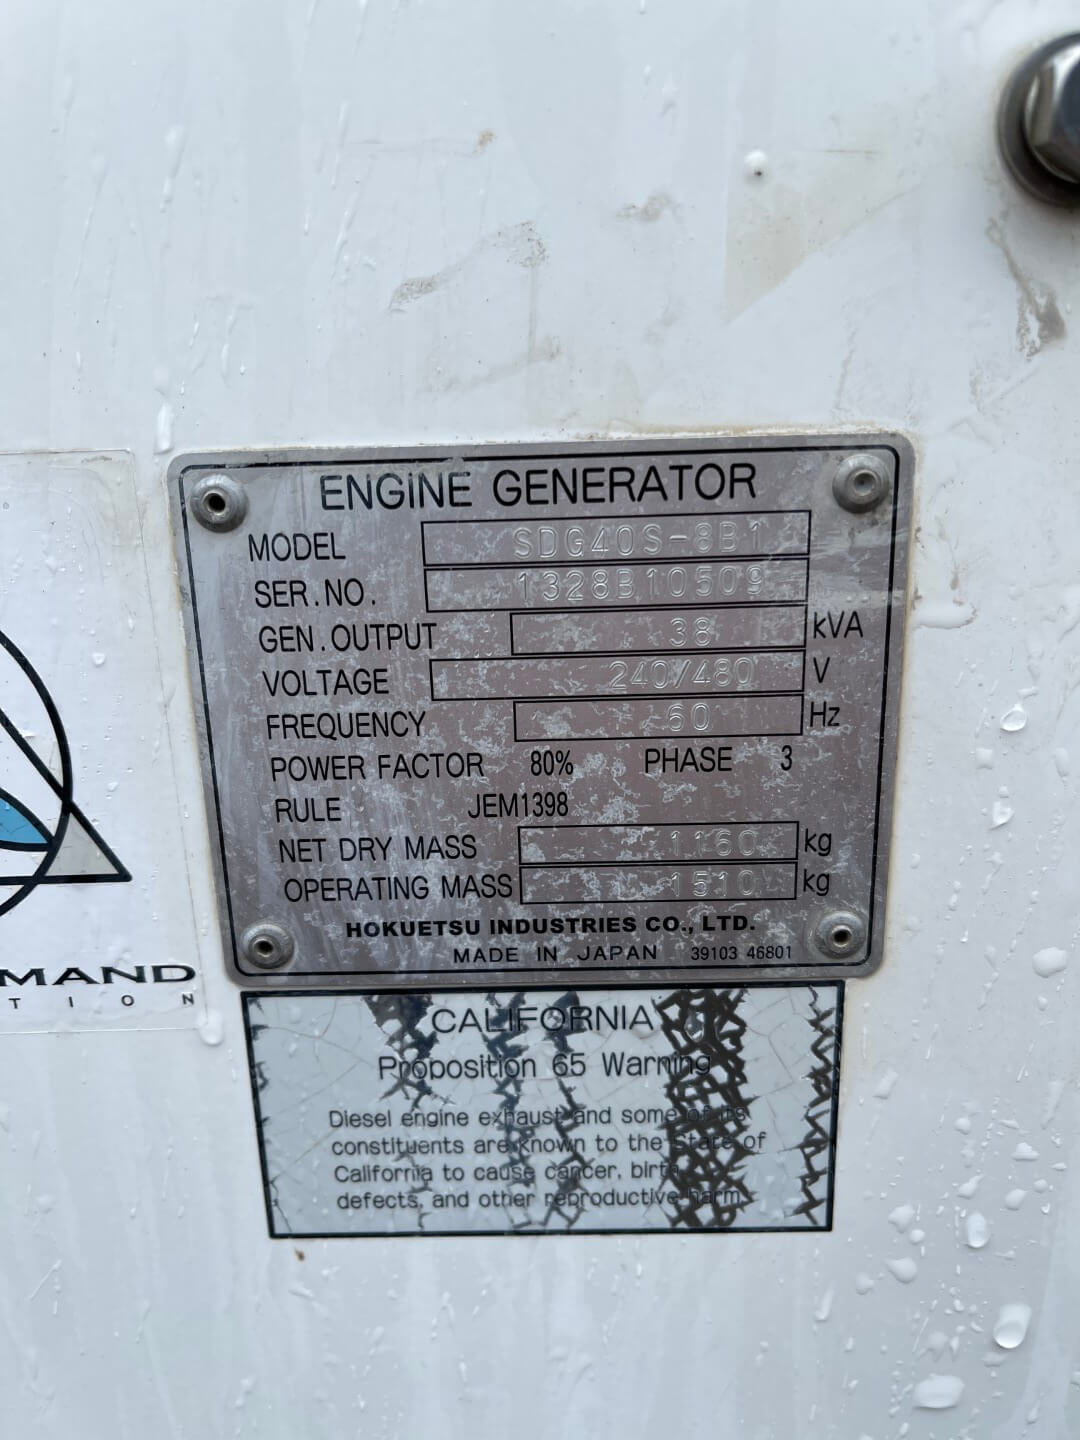 ENGINE GENERATOR
MODEL SDG40S-8B1
SER.NO. 1328B10509
GEN.OUTPUT 38 kVA
VOLTAGE 240/480 V
FREQUENCY 60 Hz
POWER FACTOR 80% PHASE 3
RULE JEM1398
NET DRY MASS 1160 kg
OPERATING MASS 1510 kg
HOKUETSU INDUSTRIES CO., LTD.
MADE IN JAPAN 39103 46801
MAND
TION
CALIFORNIA
Proposition 65 Warning
Diesel engine exhaust and some of its
constituents are known to the State of
California to cause cancer, birth
defects, and other reproductive harm.